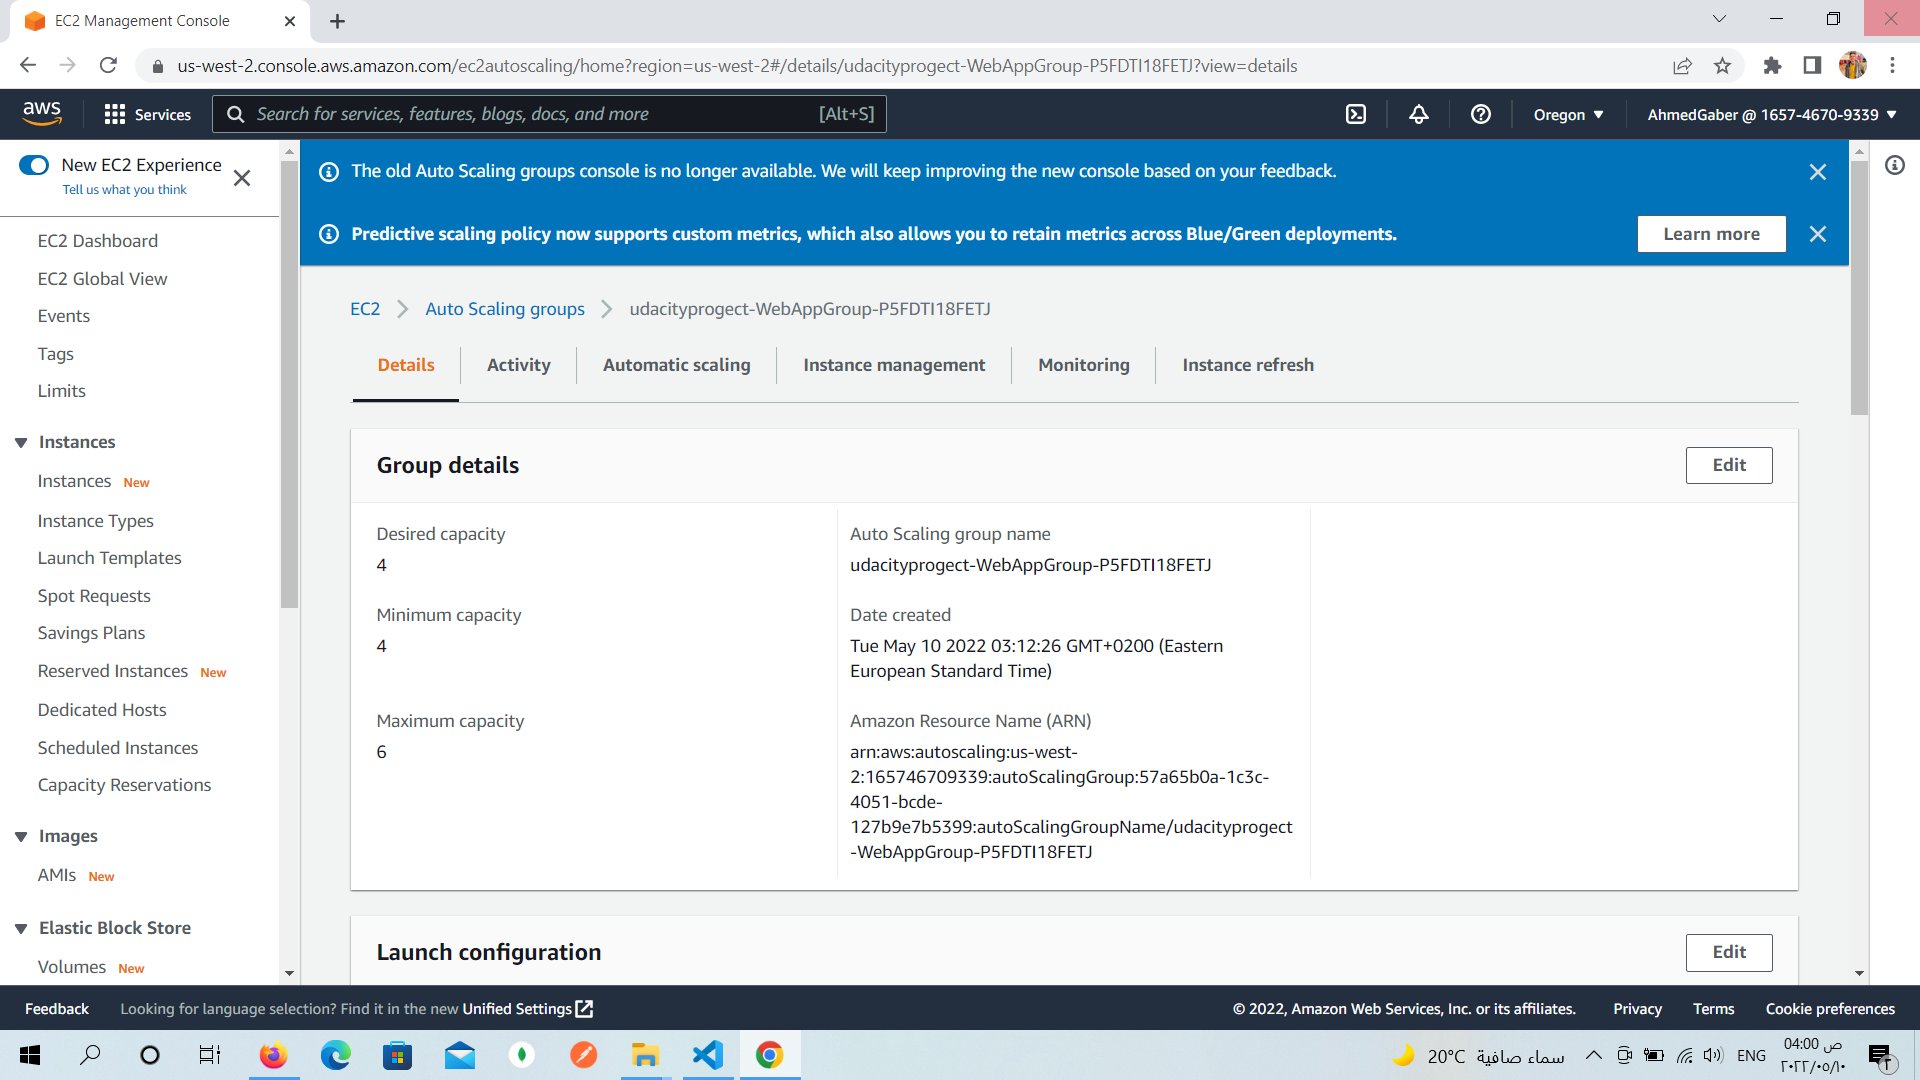 EC2 Management Console
us-west-2.console.aws.amazon.com/ec2autoscaling/home?region=us-west-2#/details/udacityprogect-WebAppGroup-P5FDTI18FETJ?view=details
aws
Services
Search for services, features, blogs, docs, and more
[Alt+S]
Oregon
AhmedGaber @ 1657-4670-9339
New EC2 Experience
Tell us what you think
EC2 Dashboard
EC2 Global View
Events
Tags
Limits
Instances
Instances New
Instance Types
Launch Templates
Spot Requests
Savings Plans
Reserved Instances New
Dedicated Hosts
Scheduled Instances
Capacity Reservations
Images
AMIs New
Elastic Block Store
Volumes New
The old Auto Scaling groups console is no longer available. We will keep improving the new console based on your feedback.
Predictive scaling policy now supports custom metrics, which also allows you to retain metrics across Blue/Green deployments.
Learn more
EC2 > Auto Scaling groups > udacityprogect-WebAppGroup-P5FDTI18FETJ
Details
Activity
Automatic scaling
Instance management
Monitoring
Instance refresh
Group details
Edit
Desired capacity
4
Minimum capacity
4
Maximum capacity
6
Auto Scaling group name
udacityprogect-WebAppGroup-P5FDTI18FETJ
Date created
Tue May 10 2022 03:12:26 GMT+0200 (Eastern
European Standard Time)
Amazon Resource Name (ARN)
arn:aws:autoscaling:us-west-
2:165746709339:autoScalingGroup:57a65b0a-1c3c-
4051-bcde-
127b9e7b5399:autoScalingGroupName/udacityprogect
-WebAppGroup-P5FDTI18FETJ
Launch configuration
Edit
Feedback
Looking for language selection? Find it in the new Unified Settings
© 2022, Amazon Web Services, Inc. or its affiliates.
Privacy
Terms
Cookie preferences
20°C سماء صافية
ENG
04:00 ص
٢٠٢٢/٠٥/١٠
٣